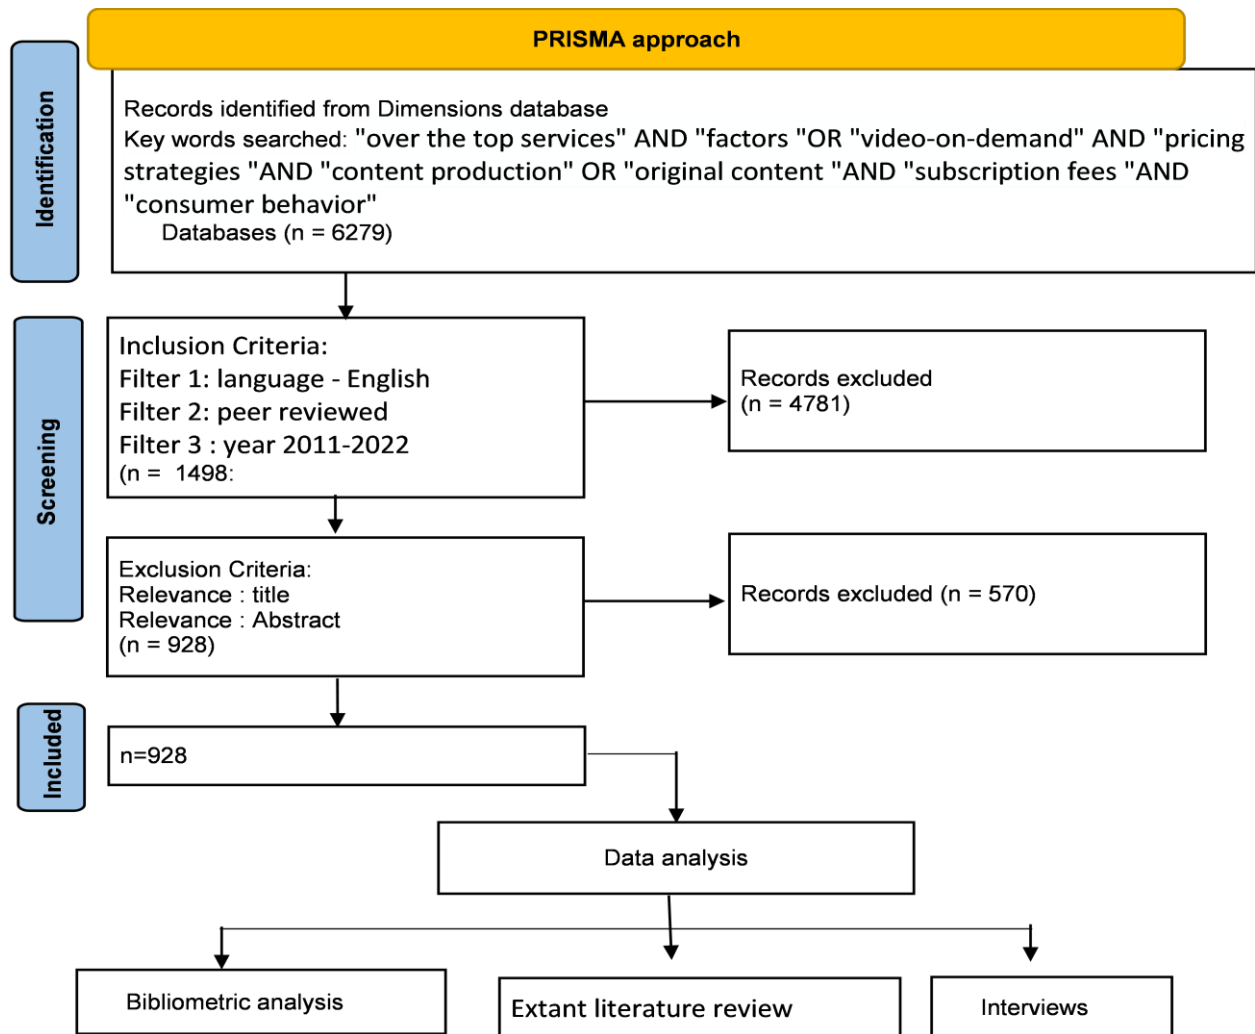 PRISMA approach
Identification
Records identified from Dimensions database
Key words searched: "over the top services" AND "factors "OR "video-on-demand" AND "pricing
strategies "AND "content production" OR "original content "AND "subscription fees "AND
"consumer behavior"
Databases (n = 6279)
Screening
Inclusion Criteria:
Filter 1: language - English
Filter 2: peer reviewed
Filter 3 : year 2011-2022
(n = 1498:
Records excluded
(n = 4781)
Exclusion Criteria:
Relevance : title
Relevance : Abstract
(n = 928)
Records excluded (n = 570)
Included
n=928
Data analysis
Bibliometric analysis
Extant literature review
Interviews